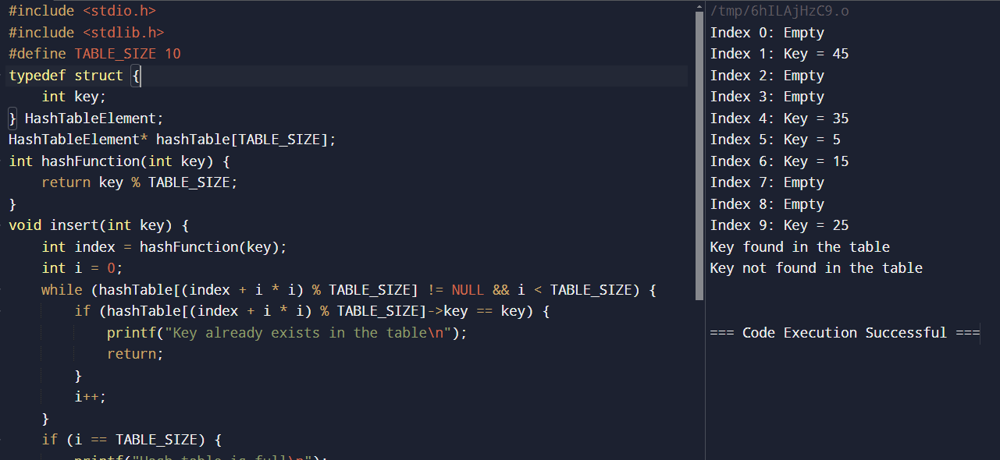 #include <stdio.h>
#include <stdlib.h>
#define TABLE_SIZE 10
typedef struct {
    int key;
} HashTableElement;
HashTableElement* hashTable[TABLE_SIZE];
int hashFunction(int key) {
    return key % TABLE_SIZE;
}
void insert(int key) {
    int index = hashFunction(key);
    int i = 0;
    while (hashTable[(index + i * i) % TABLE_SIZE] != NULL && i < TABLE_SIZE) {
        if (hashTable[(index + i * i) % TABLE_SIZE]->key == key) {
            printf("Key already exists in the table\n");
            return;
        }
        i++;
    }
    if (i == TABLE_SIZE) {
        printf("Hash table is full\n");
/tmp/6hILAjHzC9.o
Index 0: Empty
Index 1: Key = 45
Index 2: Empty
Index 3: Empty
Index 4: Key = 35
Index 5: Key = 5
Index 6: Key = 15
Index 7: Empty
Index 8: Empty
Index 9: Key = 25
Key found in the table
Key not found in the table
=== Code Execution Successful ===